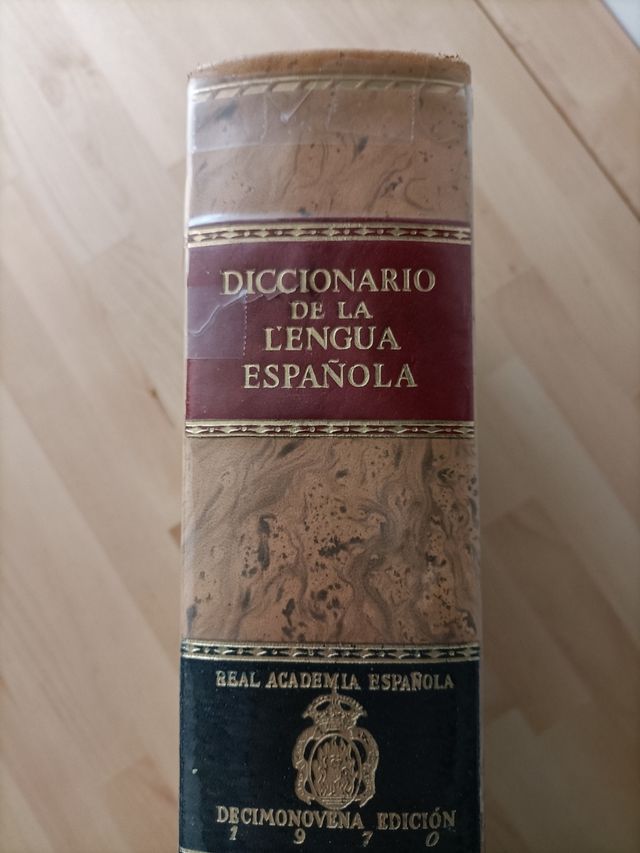 DICCIONARIO
DE LA
LENGUA
ESPAÑOLA
REAL ACADEMIA ESPAÑOLA
DECIMONOVENA EDICIÓN
1970